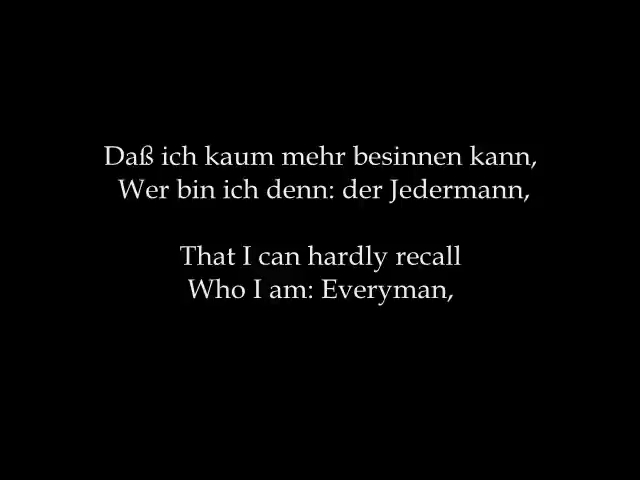 Daß ich kaum mehr besinnen kann,
Wer bin ich denn: der Jedermann,
That I can hardly recall
Who I am: Everyman,